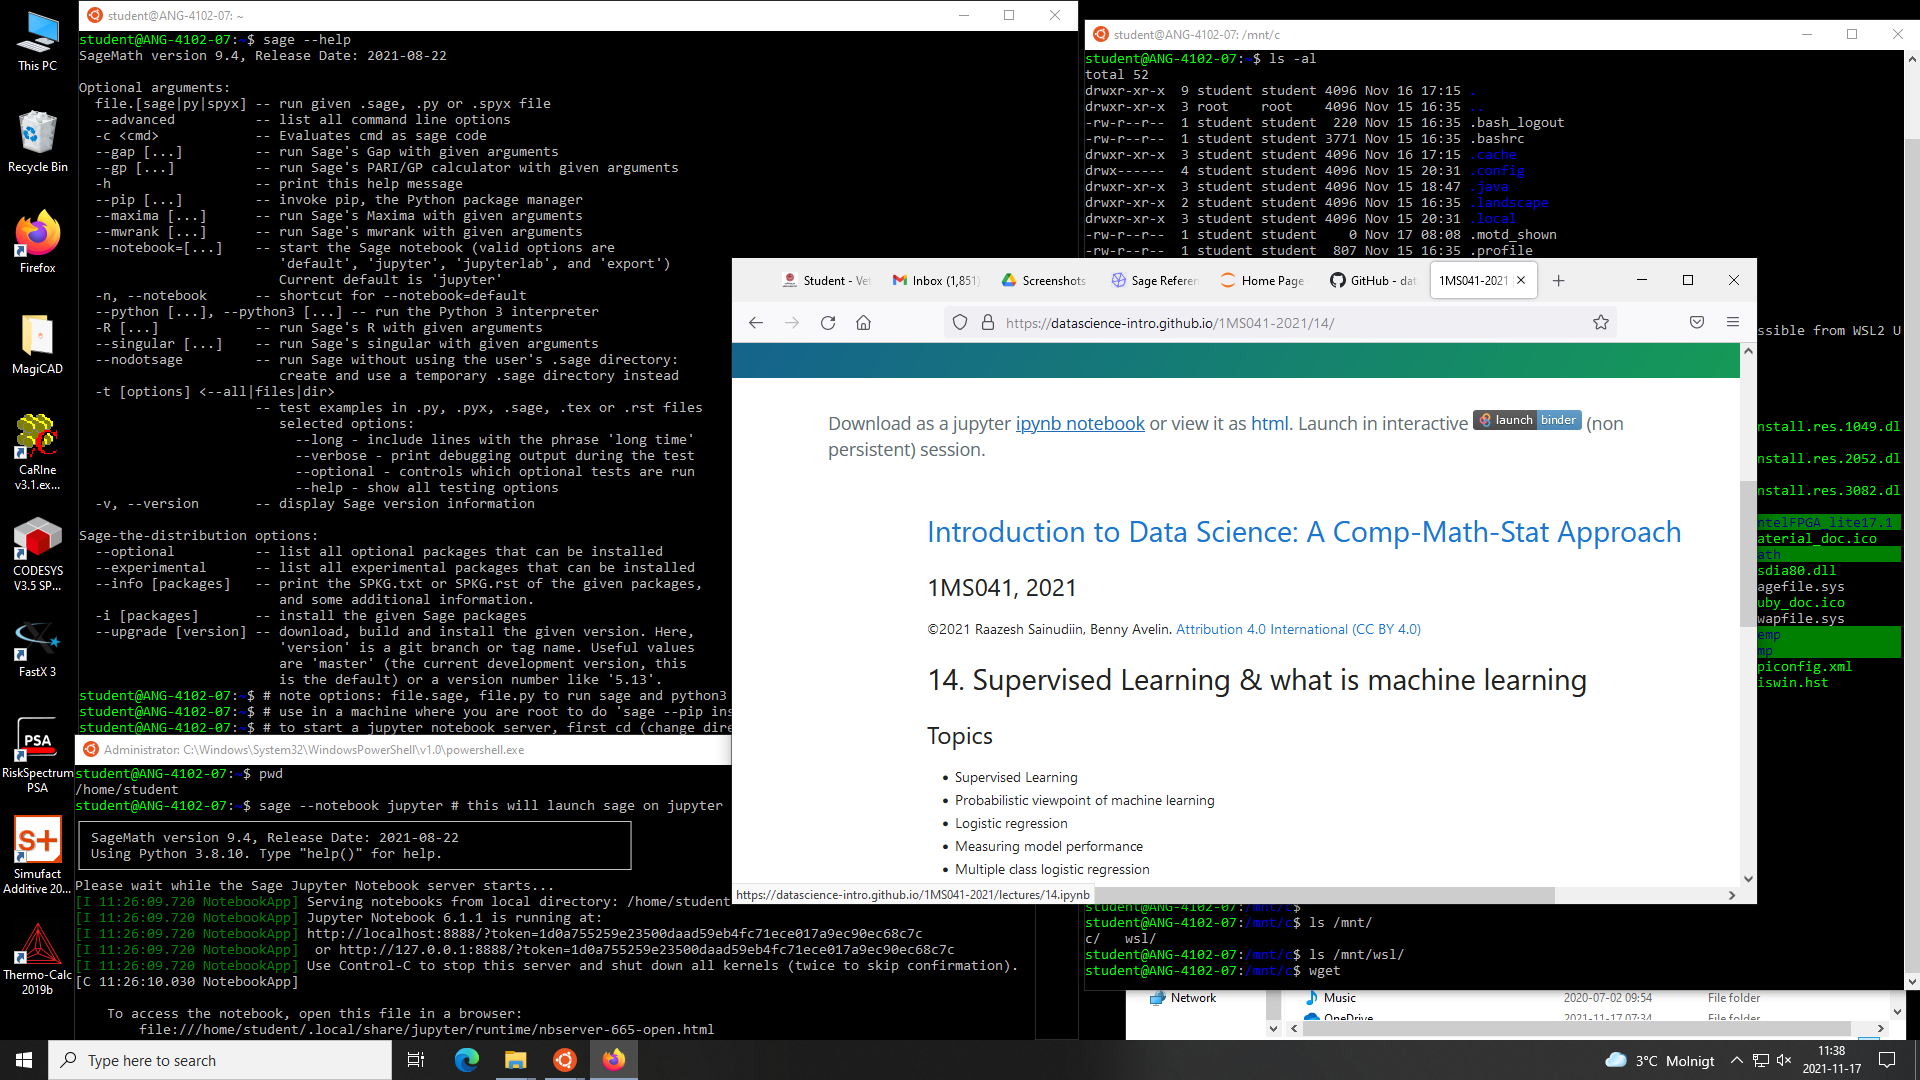 This PC
Recycle Bin
Firefox
MagiCAD
CaRIne
v3.1.ex...
CODESYS
V3.5 SP...
FastX 3
RiskSpectrum
PSA
Simufact
Additive 20...
Thermo-Calc
2019b
student@ANG-4102-07: ~
student@ANG-4102-07:~$ sage --help
SageMath version 9.4, Release Date: 2021-08-22
Optional arguments:
file.[sage|py|spyx] -- run given .sage, .py or .spyx file
--advanced -- list all command line options
-c <cmd> -- Evaluates cmd as sage code
--gap [...] -- run Sage's Gap with given arguments
--gp [...] -- run Sage's PARI/GP calculator with given arguments
-h -- print this help message
--pip [...] -- invoke pip, the Python package manager
--maxima [...] -- run Sage's Maxima with given arguments
--mwrank [...] -- run Sage's mwrank with given arguments
--notebook=[...] -- start the Sage notebook (valid options are
'default', 'jupyter', 'jupyterlab', and 'export')
Current default is 'jupyter'
-n, --notebook -- shortcut for --notebook=default
--python [...], --python3 [...] -- run the Python 3 interpreter
-R [...] -- run Sage's R with given arguments
--singular [...] -- run Sage's singular with given arguments
--nodotsage -- run Sage without using the user's .sage directory:
create and use a temporary .sage directory instead
-t [options] <--all|files|dir>
-- test examples in .py, .pyx, .sage, .tex or .rst files
selected options:
--long - include lines with the phrase 'long time'
--verbose - print debugging output during the test
--optional - controls which optional tests are run
--help - show all testing options
-v, --version -- display Sage version information
Sage-the-distribution options:
--optional -- list all optional packages that can be installed
--experimental -- list all experimental packages that can be installed
--info [packages] -- print the SPKG.txt or SPKG.rst of the given packages,
and some additional information.
-i [packages] -- install the given Sage packages
--upgrade [version] -- download, build and install the given version. Here,
'version' is a git branch or tag name. Useful values
are 'master' (the current development version, this
is the default) or a version number like '5.13'.
student@ANG-4102-07:~$ # note options: file.sage, file.py to run sage and python3
student@ANG-4102-07:~$ # use in a machine where you are root to do 'sage --pip ins
student@ANG-4102-07:~$ # to start a jupyter notebook server, first cd (change dire
Administrator: C:\Windows\System32\WindowsPowerShell\v1.0\powershell.exe
student@ANG-4102-07:~$ pwd
/home/student
student@ANG-4102-07:~$ sage --notebook jupyter # this will launch sage on jupyter
SageMath version 9.4, Release Date: 2021-08-22
Using Python 3.8.10. Type "help()" for help.
Please wait while the Sage Jupyter Notebook server starts...
[I 11:26:09.720 NotebookApp] Serving notebooks from local directory: /home/student
[I 11:26:09.720 NotebookApp] Jupyter Notebook 6.1.1 is running at:
[I 11:26:09.720 NotebookApp] http://localhost:8888/?token=1d0a755259e23500daad59eb4fc71ece017a9ec90ec68c7c
[I 11:26:09.720 NotebookApp] or http://127.0.0.1:8888/?token=1d0a755259e23500daad59eb4fc71ece017a9ec90ec68c7c
[I 11:26:09.720 NotebookApp] Use Control-C to stop this server and shut down all kernels (twice to skip confirmation).
[C 11:26:10.030 NotebookApp]
To access the notebook, open this file in a browser:
file:///home/student/.local/share/jupyter/runtime/nbserver-665-open.html
student@ANG-4102-07: /mnt/c
student@ANG-4102-07:~$ ls -al
total 52
drwxr-xr-x 9 student student 4096 Nov 16 17:15 .
drwxr-xr-x 3 root root 4096 Nov 15 16:35 ..
-rw-r--r-- 1 student student 220 Nov 15 16:35 .bash_logout
-rw-r--r-- 1 student student 3771 Nov 15 16:35 .bashrc
drwxr-xr-x 3 student student 4096 Nov 16 17:15 .cache
drwx------ 4 student student 4096 Nov 15 20:31 .config
drwxr-xr-x 3 student student 4096 Nov 15 18:47 .java
drwxr-xr-x 2 student student 4096 Nov 15 16:35 .landscape
drwxr-xr-x 3 student student 4096 Nov 15 20:31 .local
-rw-r--r-- 1 student student 0 Nov 17 08:08 .motd_shown
-rw-r--r-- 1 student student 807 Nov 15 16:35 .profile
ssible from WSL2 U
nstall.res.1049.dl
nstall.res.2052.dl
nstall.res.3082.dl
ntelFPGA_lite17.1
aterial_doc.ico
ath
sdia80.dll
agefile.sys
uby_doc.ico
wapfile.sys
emp
mp
piconfig.xml
iswin.hst
student@ANG-4102-07:/mnt/c$
student@ANG-4102-07:/mnt/c$ ls /mnt/
c/ wsl/
student@ANG-4102-07:/mnt/c$ ls /mnt/wsl/
student@ANG-4102-07:/mnt/c$ wget
Student - Vet
Inbox (1,851)
Screenshots
Sage Referen
Home Page
GitHub - dat
1MS041-2021
https://datascience-intro.github.io/1MS041-2021/14/
Download as a jupyter ipynb notebook or view it as html. Launch in interactive launch binder (non
persistent) session.
Introduction to Data Science: A Comp-Math-Stat Approach
1MS041, 2021
©2021 Raazesh Sainudiin, Benny Avelin. Attribution 4.0 International (CC BY 4.0)
14. Supervised Learning & what is machine learning
Topics
• Supervised Learning
• Probabilistic viewpoint of machine learning
• Logistic regression
• Measuring model performance
• Multiple class logistic regression
https://datascience-intro.github.io/1MS041-2021/lectures/14.ipynb
Network
Music 2020-07-02 09:54 File folder
OneDrive 2021-11-17 07:34 File folder
Type here to search
3°C Molnigt
11:38
2021-11-17